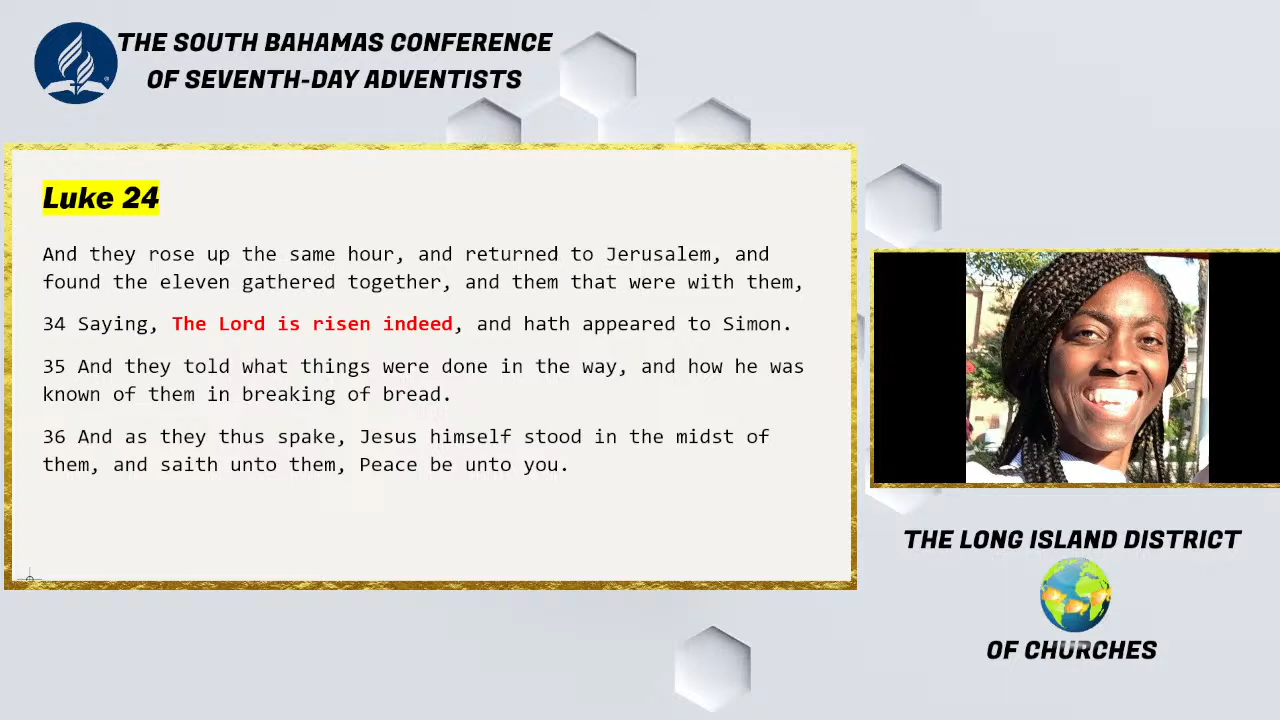 THE SOUTH BAHAMAS CONFERENCE
OF SEVENTH-DAY ADVENTISTS
Luke 24
And they rose up the same hour, and returned to Jerusalem, and
found the eleven gathered together, and them that were with them,
34 Saying, The Lord is risen indeed, and hath appeared to Simon.
35 And they told what things were done in the way, and how he was
known of them in breaking of bread.
36 And as they thus spake, Jesus himself stood in the midst of
them, and saith unto them, Peace be unto you.
THE LONG ISLAND DISTRICT
OF CHURCHES